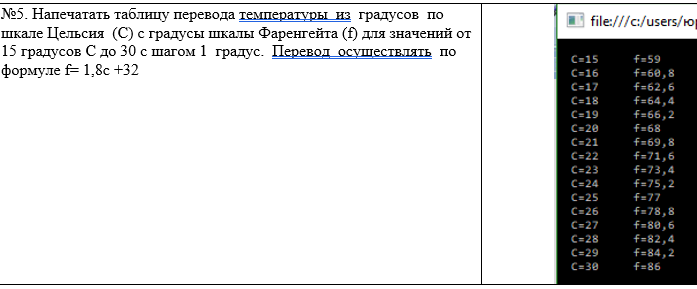 №5. Напечатать таблицу перевода температуры из градусов по
шкале Цельсия (С) с градусы шкалы Фаренгейта (f) для значений от
15 градусов С до 30 с шагом 1 градус. Перевод осуществлять по
формуле f= 1,8с +32
file:///c:/users/
C=15 f=59
C=16 f=60,8
C=17 f=62,6
C=18 f=64,4
C=19 f=66,2
C=20 f=68
C=21 f=69,8
C=22 f=71,6
C=23 f=73,4
C=24 f=75,2
C=25 f=77
C=26 f=78,8
C=27 f=80,6
C=28 f=82,4
C=29 f=84,2
C=30 f=86